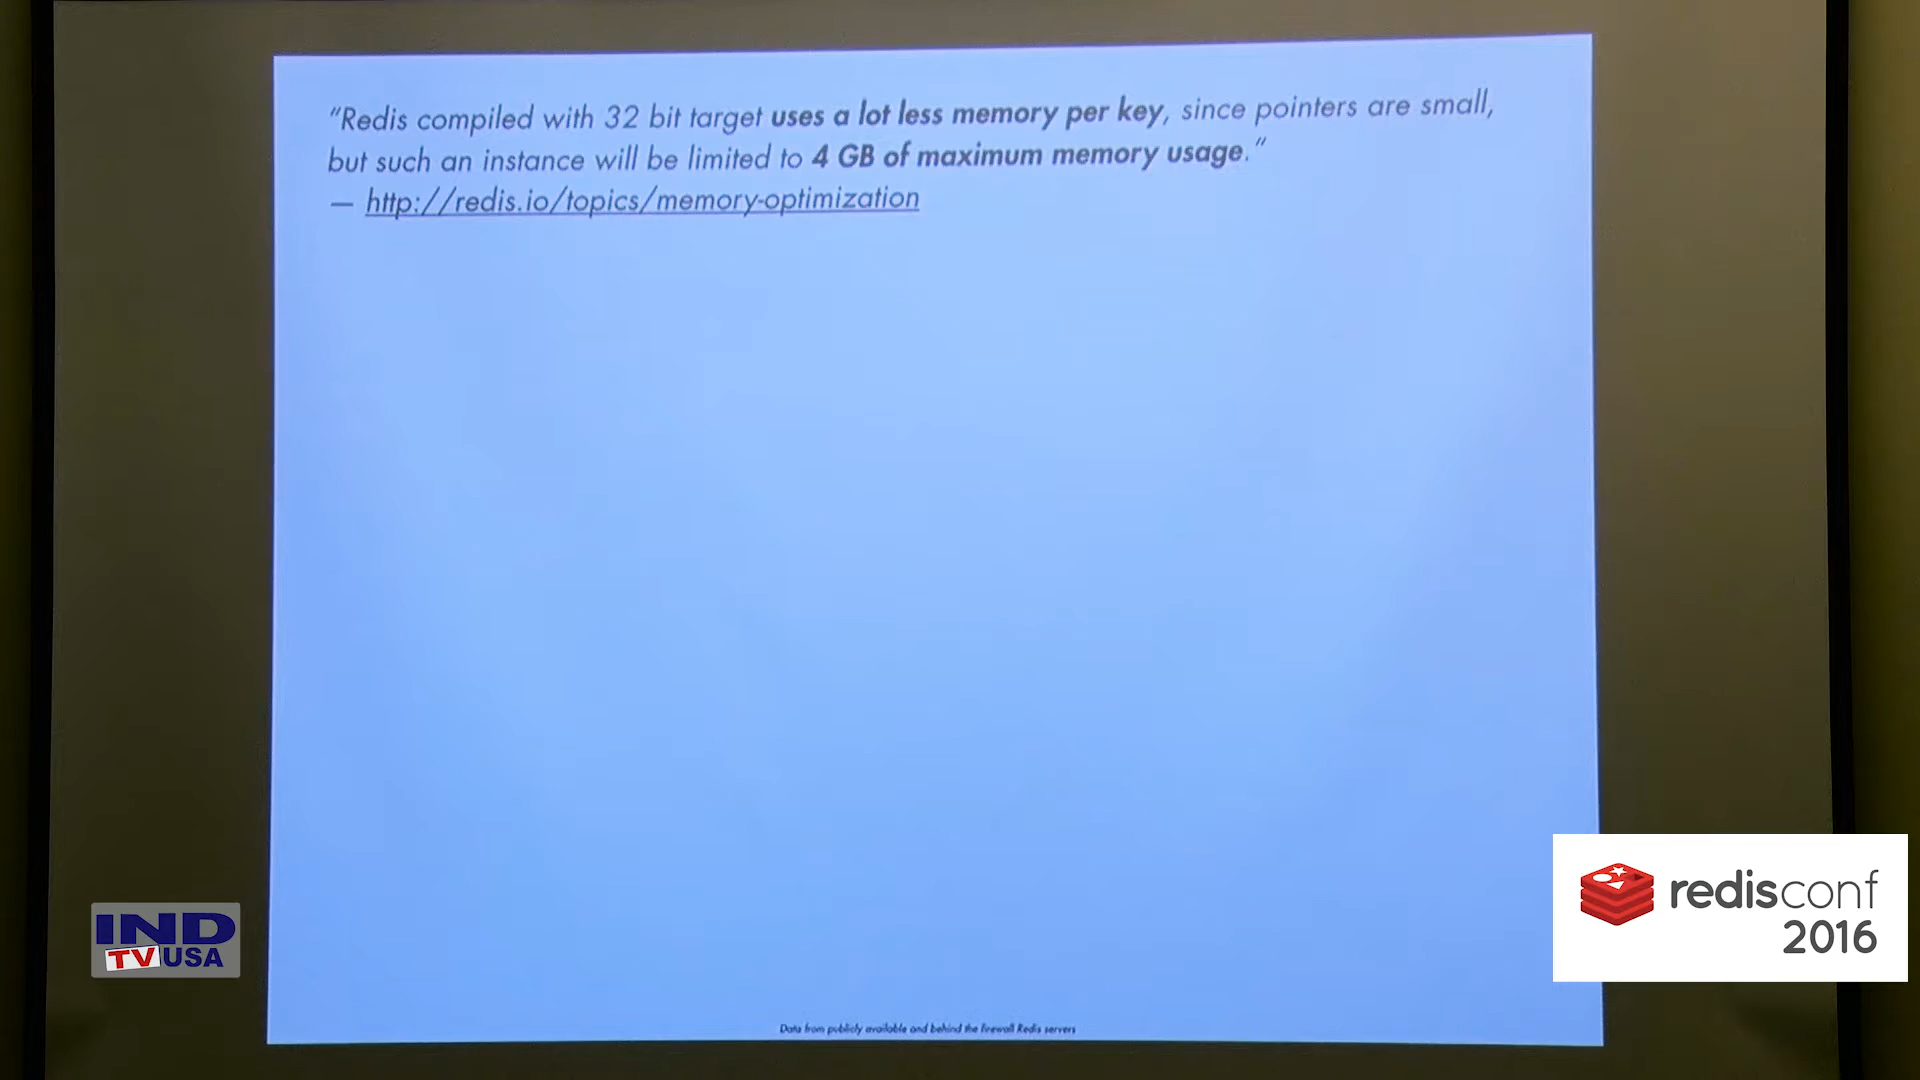 “Redis compiled with 32 bit target uses a lot less memory per key, since pointers are small,
but such an instance will be limited to 4 GB of maximum memory usage.”
— http://redis.io/topics/memory-optimization
Data from publicly available and behind the firewall Redis servers
IND
TV USA
redisconf
2016